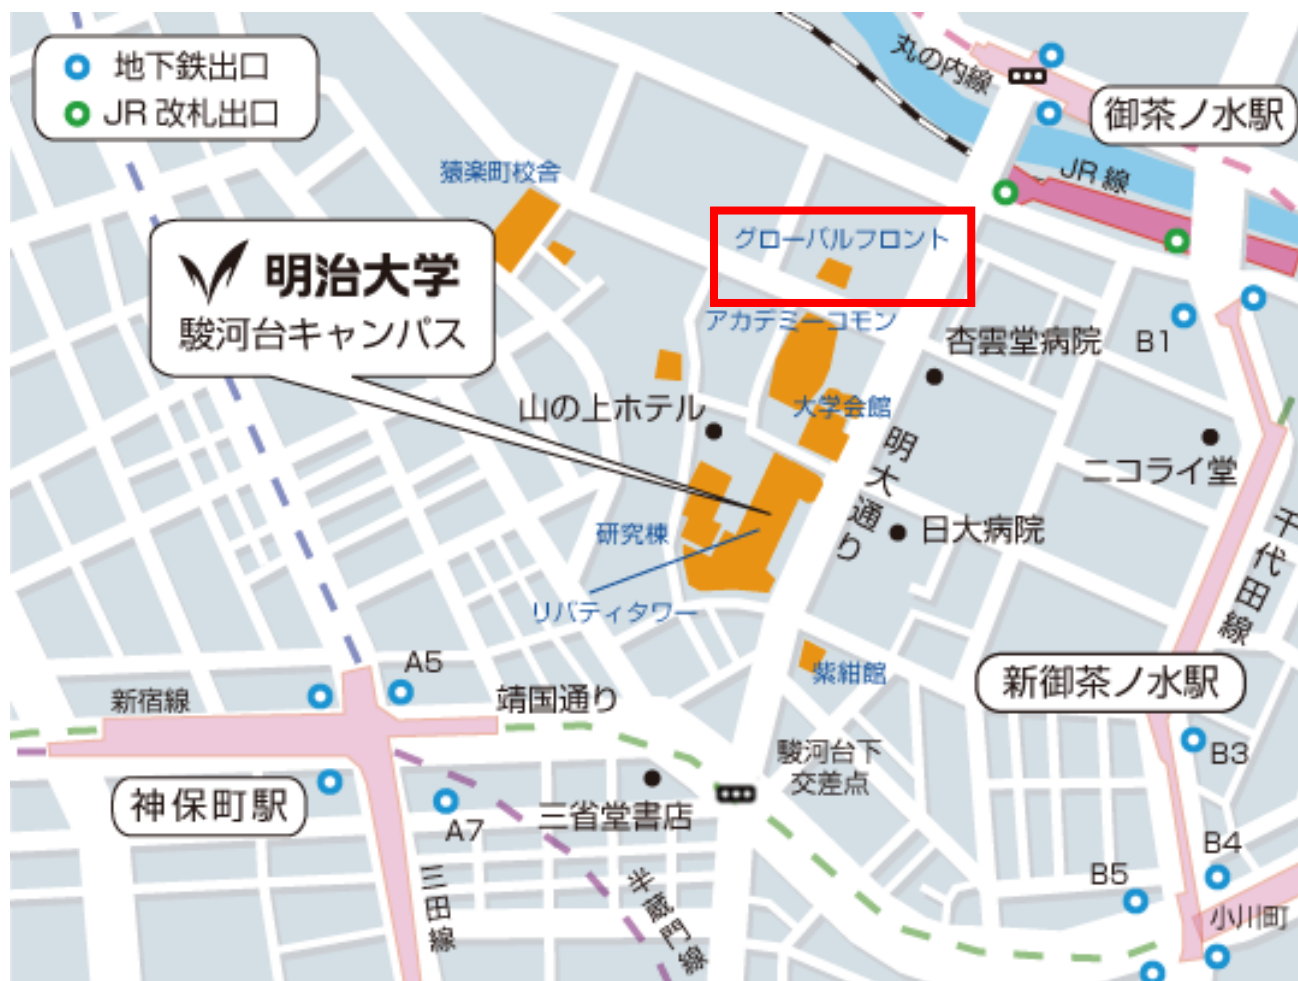 地下鉄出口
JR 改札出口
丸の内線
御茶ノ水駅
JR 線
猿楽町校舎
グローバルフロント
明治大学
駿河台キャンパス
アカデミーコモン
杏雲堂病院
B1
山の上ホテル
大学会館
明大通り
ニコライ堂
研究棟
日大病院
千代田線
リバティタワー
紫紺館
新御茶ノ水駅
A5
新宿線
靖国通り
駿河台下
交差点
B3
神保町駅
A7
三省堂書店
三田線
半蔵門線
B4
B5
小川町